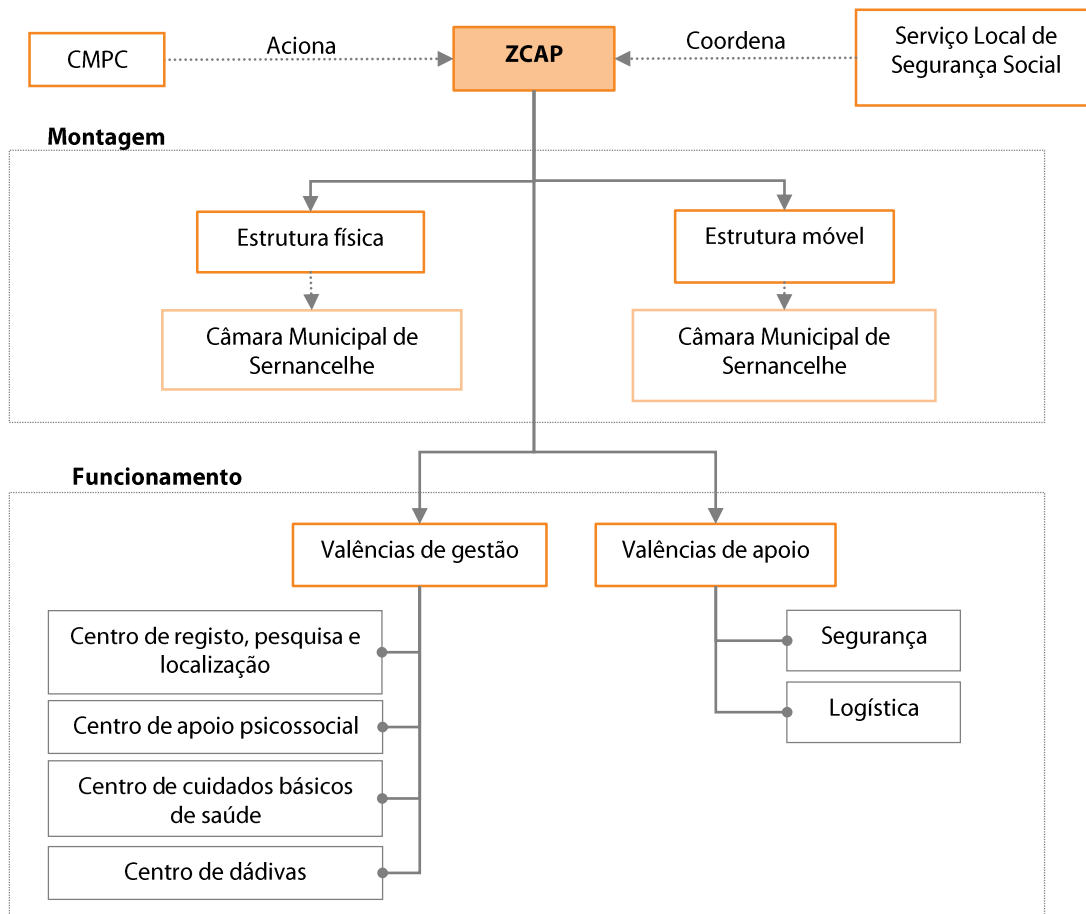 CMPC
Aciona
ZCAP
Coordena
Serviço Local de
Segurança Social
Montagem
Estrutura física
Estrutura móvel
Câmara Municipal de
Sernancelhe
Câmara Municipal de
Sernancelhe
Funcionamento
Valências de gestão
Valências de apoio
Centro de registo, pesquisa e
localização
Centro de apoio psicossocial
Centro de cuidados básicos
de saúde
Centro de dádivas
Segurança
Logística